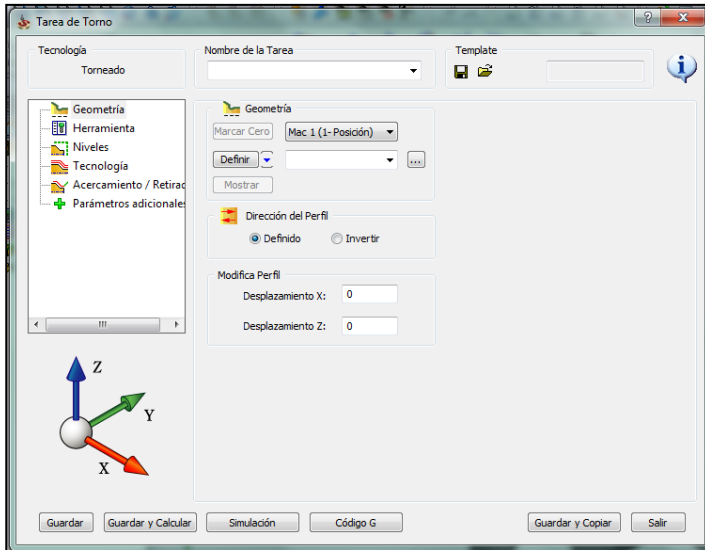 Tarea de Torno
Tecnología
Torneado
Nombre de la Tarea
Template
Geometría
Herramienta
Niveles
Tecnología
Acercamiento / Retirac
Parámetros adicionales
Geometría
Marcar Cero
Mac 1 (1- Posición)
Definir
...
Mostrar
Dirección del Perfil
Definido
Invertir
Modifica Perfil
Desplazamiento X: 0
Desplazamiento Z: 0
Z
Y
X
Guardar
Guardar y Calcular
Simulación
Código G
Guardar y Copiar
Salir